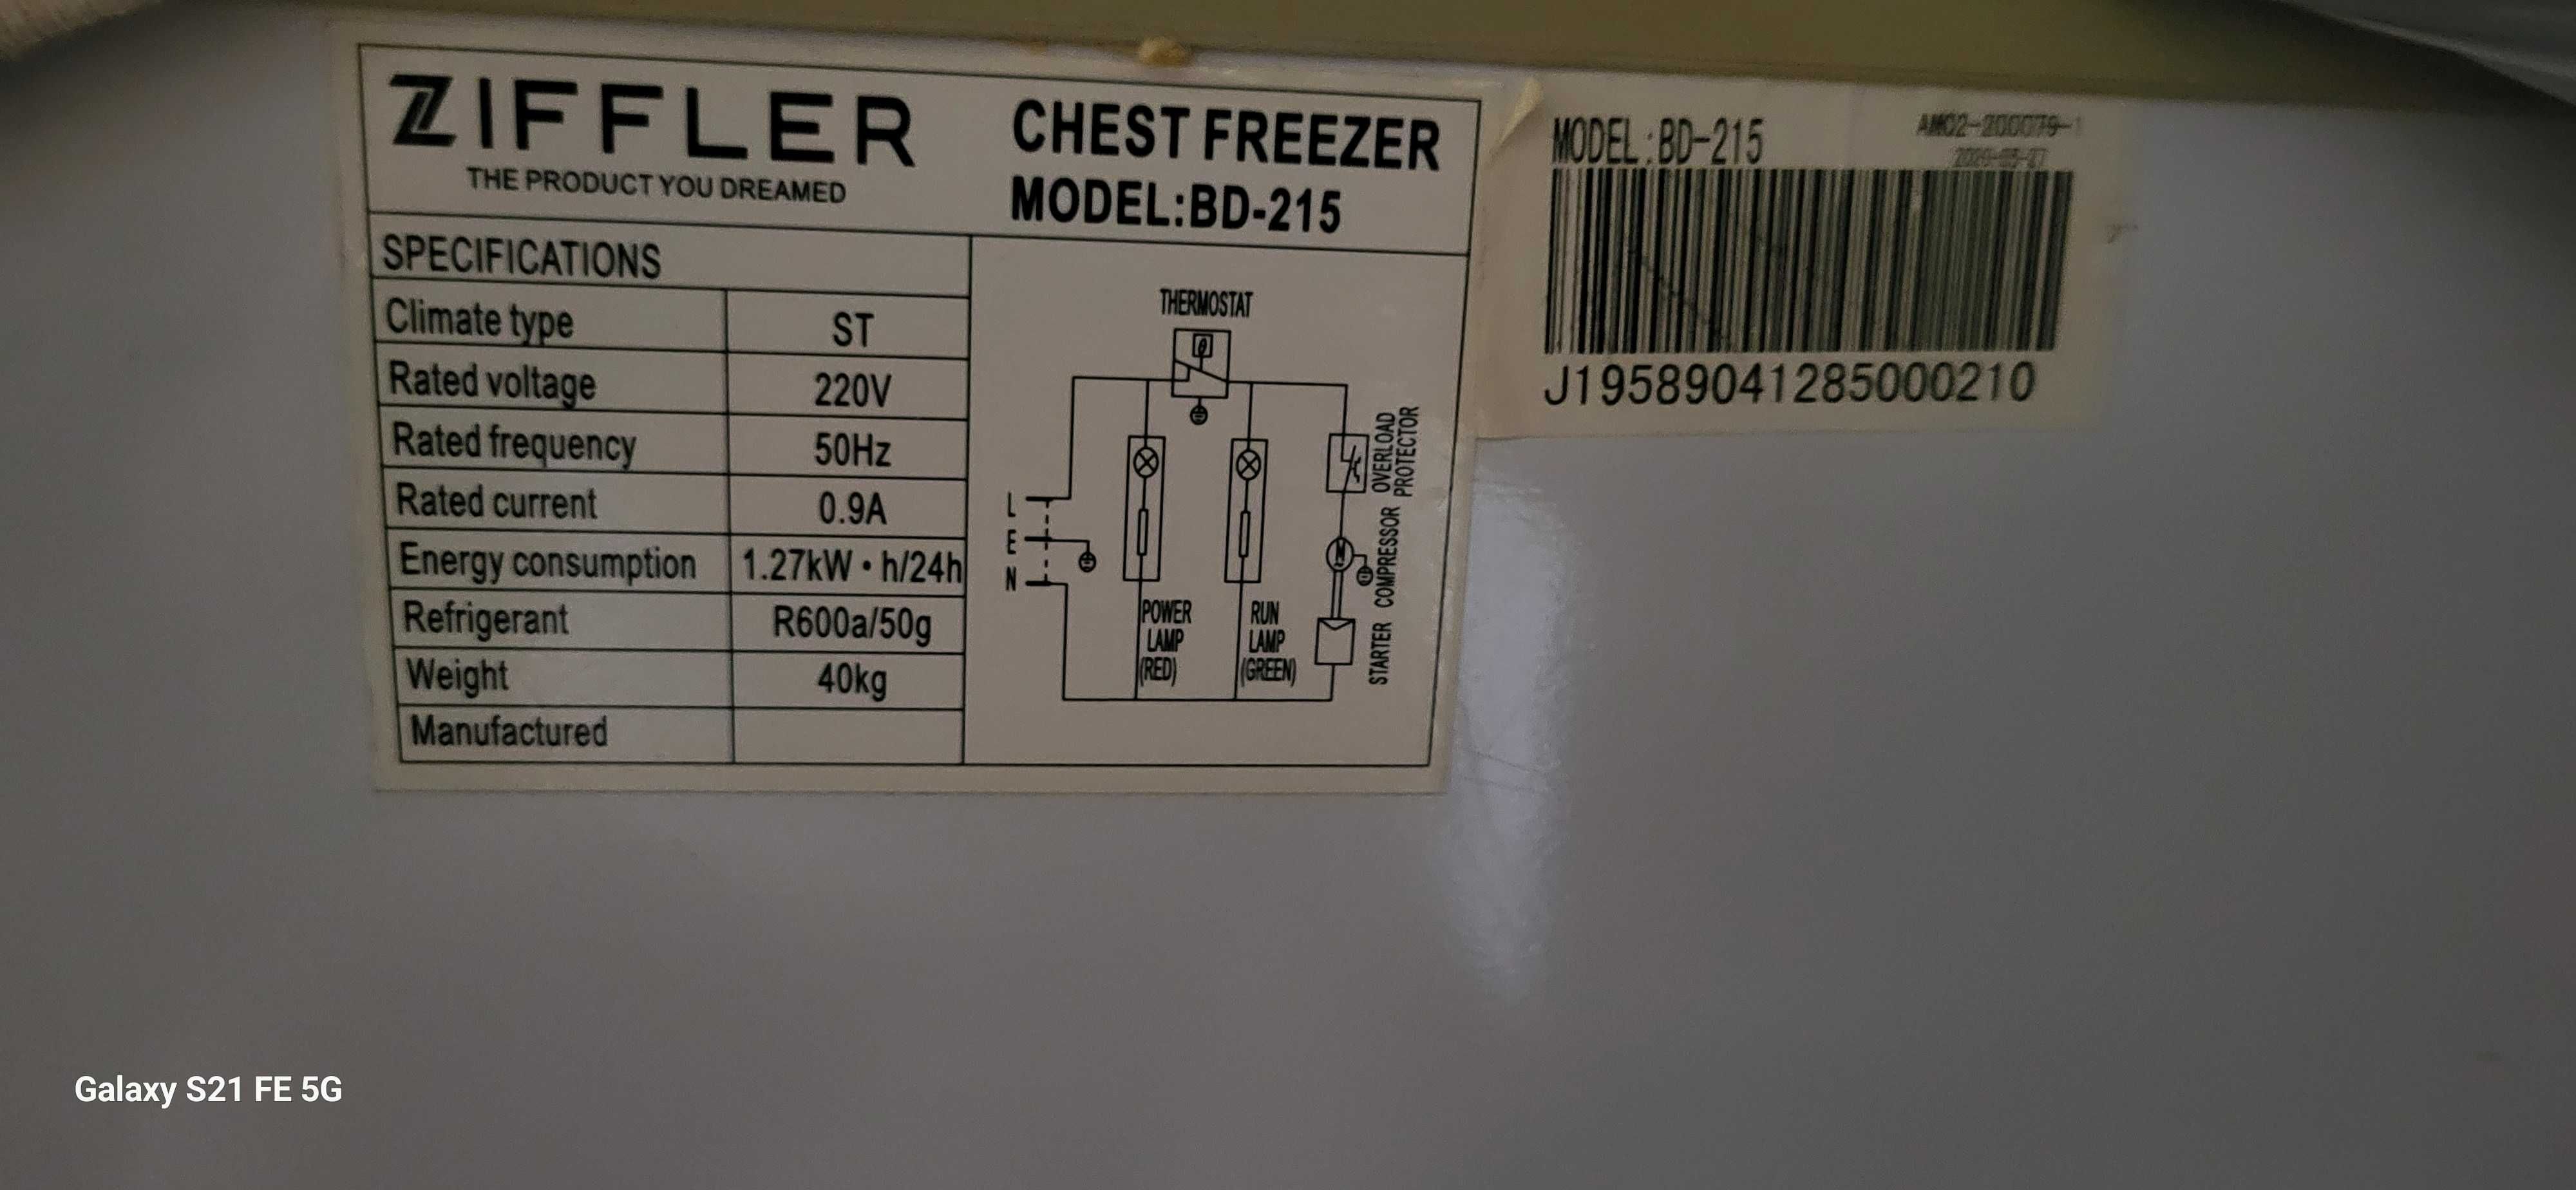 ZIFFLER
THE PRODUCT YOU DREAMED
CHEST FREEZER
MODEL:BD-215
SPECIFICATIONS
Climate type ST
Rated voltage 220V
Rated frequency 50Hz
Rated current 0.9A
Energy consumption 1.27kW・h/24h
Refrigerant R600a/50g
Weight 40kg
Manufactured
THERMOSTAT
L
E
N
POWER
LAMP
(RED)
RUN
LAMP
(GREEN)
OVERLOAD
PROTECTOR
COMPRESSOR
M
STARTER
MODEL:BD-215
J19589041285000210
Galaxy S21 FE 5G